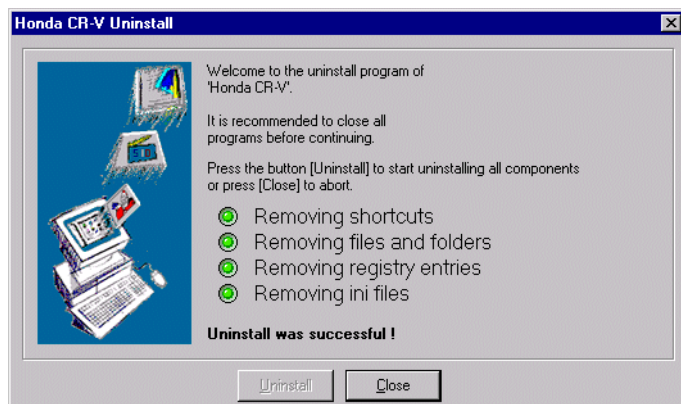 Honda CR-V Uninstall
Welcome to the uninstall program of
'Honda CR-V'.
It is recommended to close all
programs before continuing.
Press the button [Uninstall] to start uninstalling all components
or press [Close] to abort.
Removing shortcuts
Removing files and folders
Removing registry entries
Removing ini files
Uninstall was successful !
Uninstall
Close